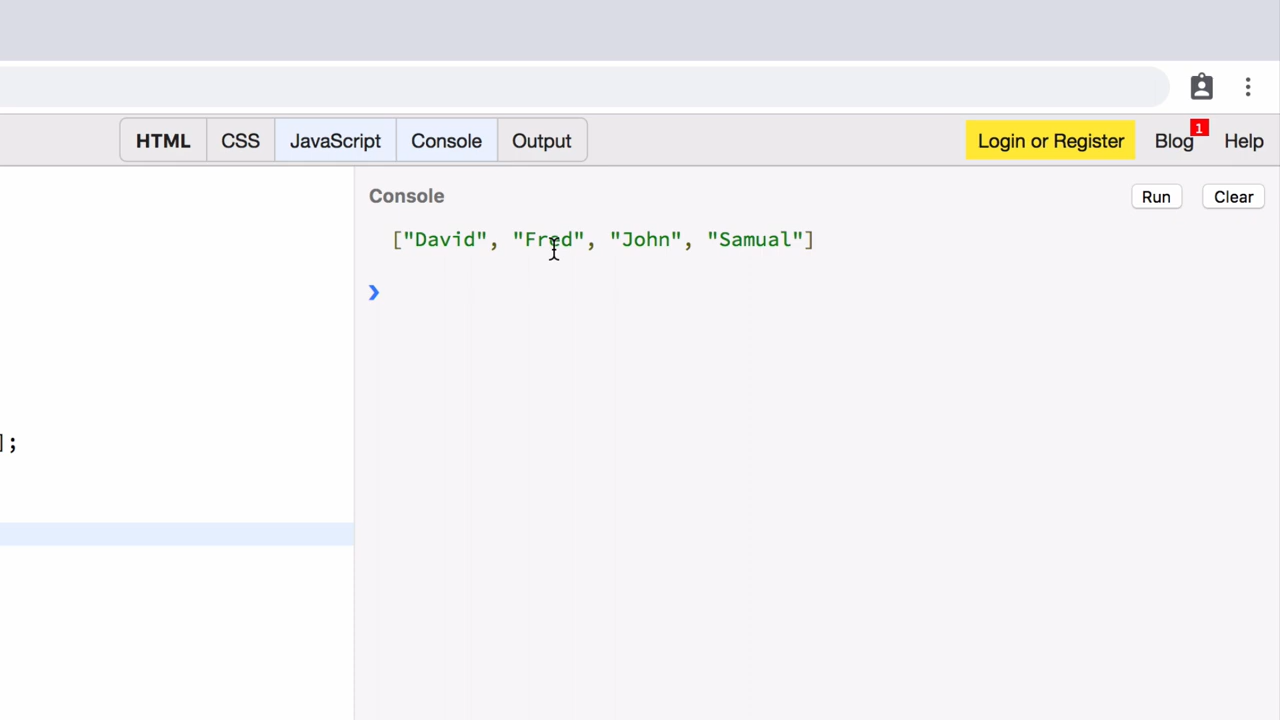 HTML CSS JavaScript Console Output Login or Register Blog 1 Help
Console Run Clear
["David", "Fred", "John", "Samual"]
❯
];